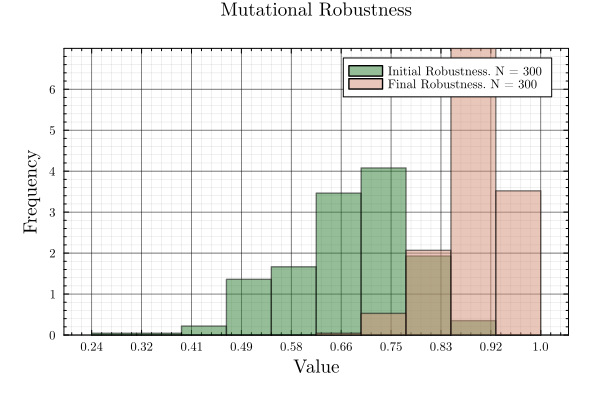 Mutational Robustness
Initial Robustness. N = 300
Final Robustness. N = 300
Frequency
6
5
4
3
2
1
0
0.24 0.32 0.41 0.49 0.58 0.66 0.75 0.83 0.92 1.0
Value